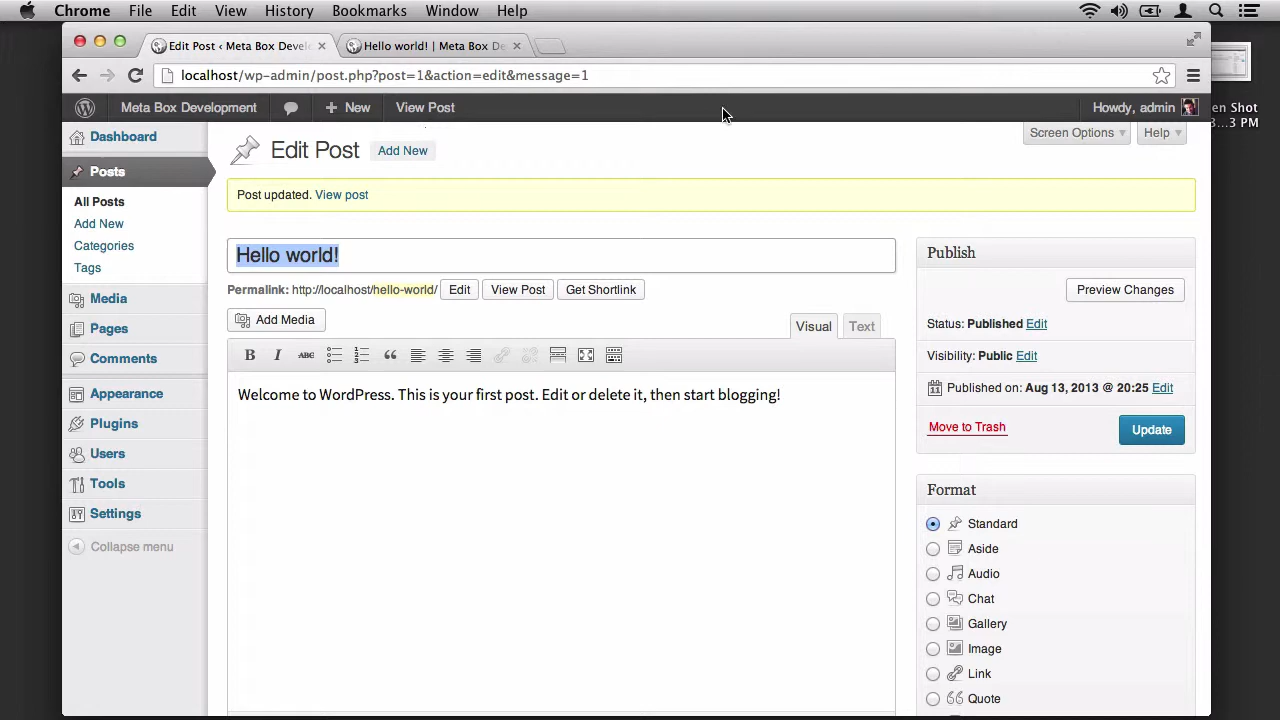 Chrome File Edit View History Bookmarks Window Help
Edit Post ‹ Meta Box Devel
Hello world! | Meta Box De
localhost/wp-admin/post.php?post=1&action=edit&message=1
Meta Box Development + New View Post Howdy, admin
en Shot
3...3 PM
Screen Options Help
Dashboard
Posts
All Posts
Add New
Categories
Tags
Media
Pages
Comments
Appearance
Plugins
Users
Tools
Settings
Collapse menu
Edit Post Add New
Post updated. View post
Hello world!
Permalink: http://localhost/hello-world/ Edit View Post Get Shortlink
Add Media
Visual Text
B I ABC
Welcome to WordPress. This is your first post. Edit or delete it, then start blogging!
Publish
Preview Changes
Status: Published Edit
Visibility: Public Edit
Published on: Aug 13, 2013 @ 20:25 Edit
Move to Trash Update
Format
Standard
Aside
Audio
Chat
Gallery
Image
Link
Quote